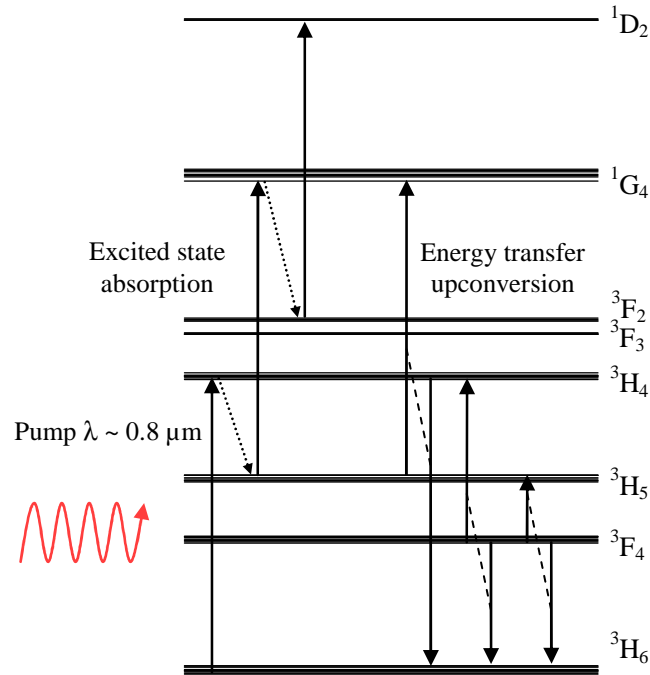 ¹D₂
¹G₄
Excited state
absorption
Energy transfer
upconversion
³F₂
³F₃
³H₄
Pump λ ~ 0.8 µm
³H₅
³F₄
³H₆